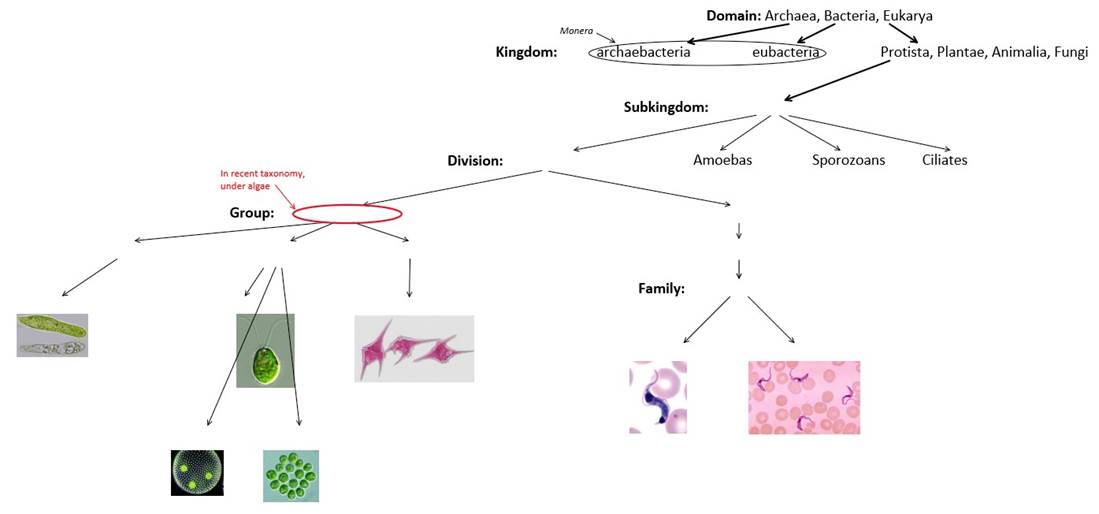 Domain: Archaea, Bacteria, Eukarya
Monera
Kingdom: archaebacteria eubacteria Protista, Plantae, Animalia, Fungi
Subkingdom:
Division: Amoebas Sporozoans Ciliates
In recent taxonomy,
under algae
Group:
Family: